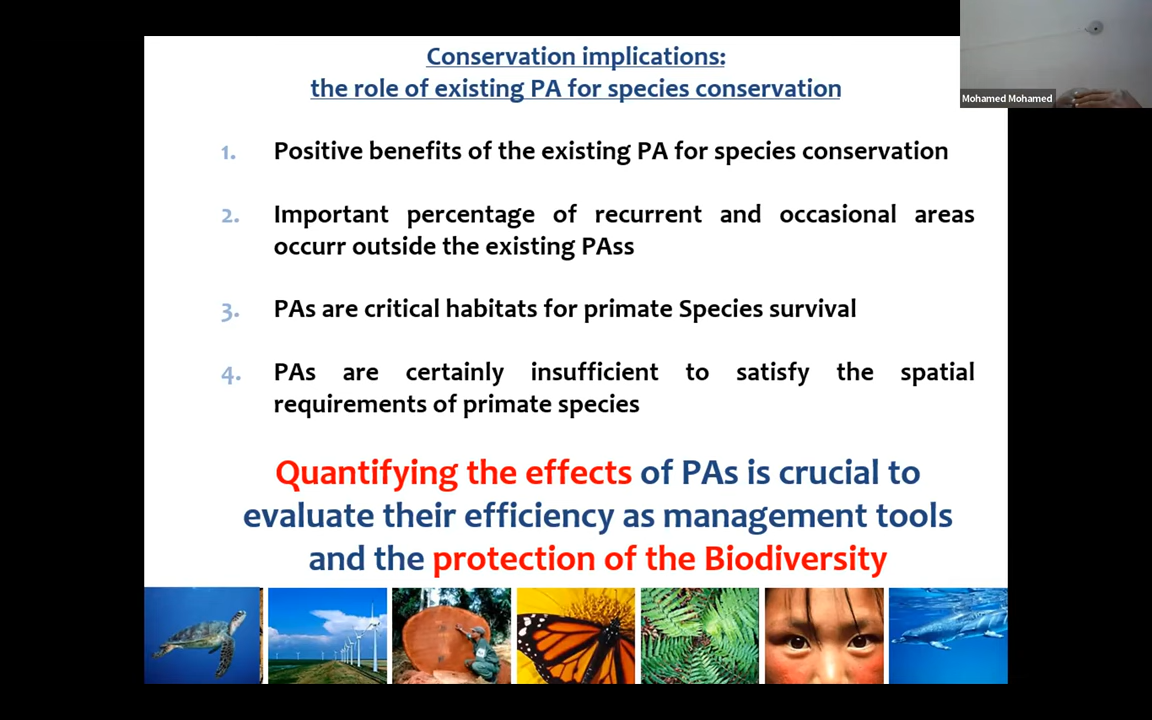 Conservation implications:
the role of existing PA for species conservation
Mohamed Mohamed
1. Positive benefits of the existing PA for species conservation
2. Important percentage of recurrent and occasional areas
occurr outside the existing PAss
3. PAs are critical habitats for primate Species survival
4. PAs are certainly insufficient to satisfy the spatial
requirements of primate species
Quantifying the effects of PAs is crucial to
evaluate their efficiency as management tools
and the protection of the Biodiversity